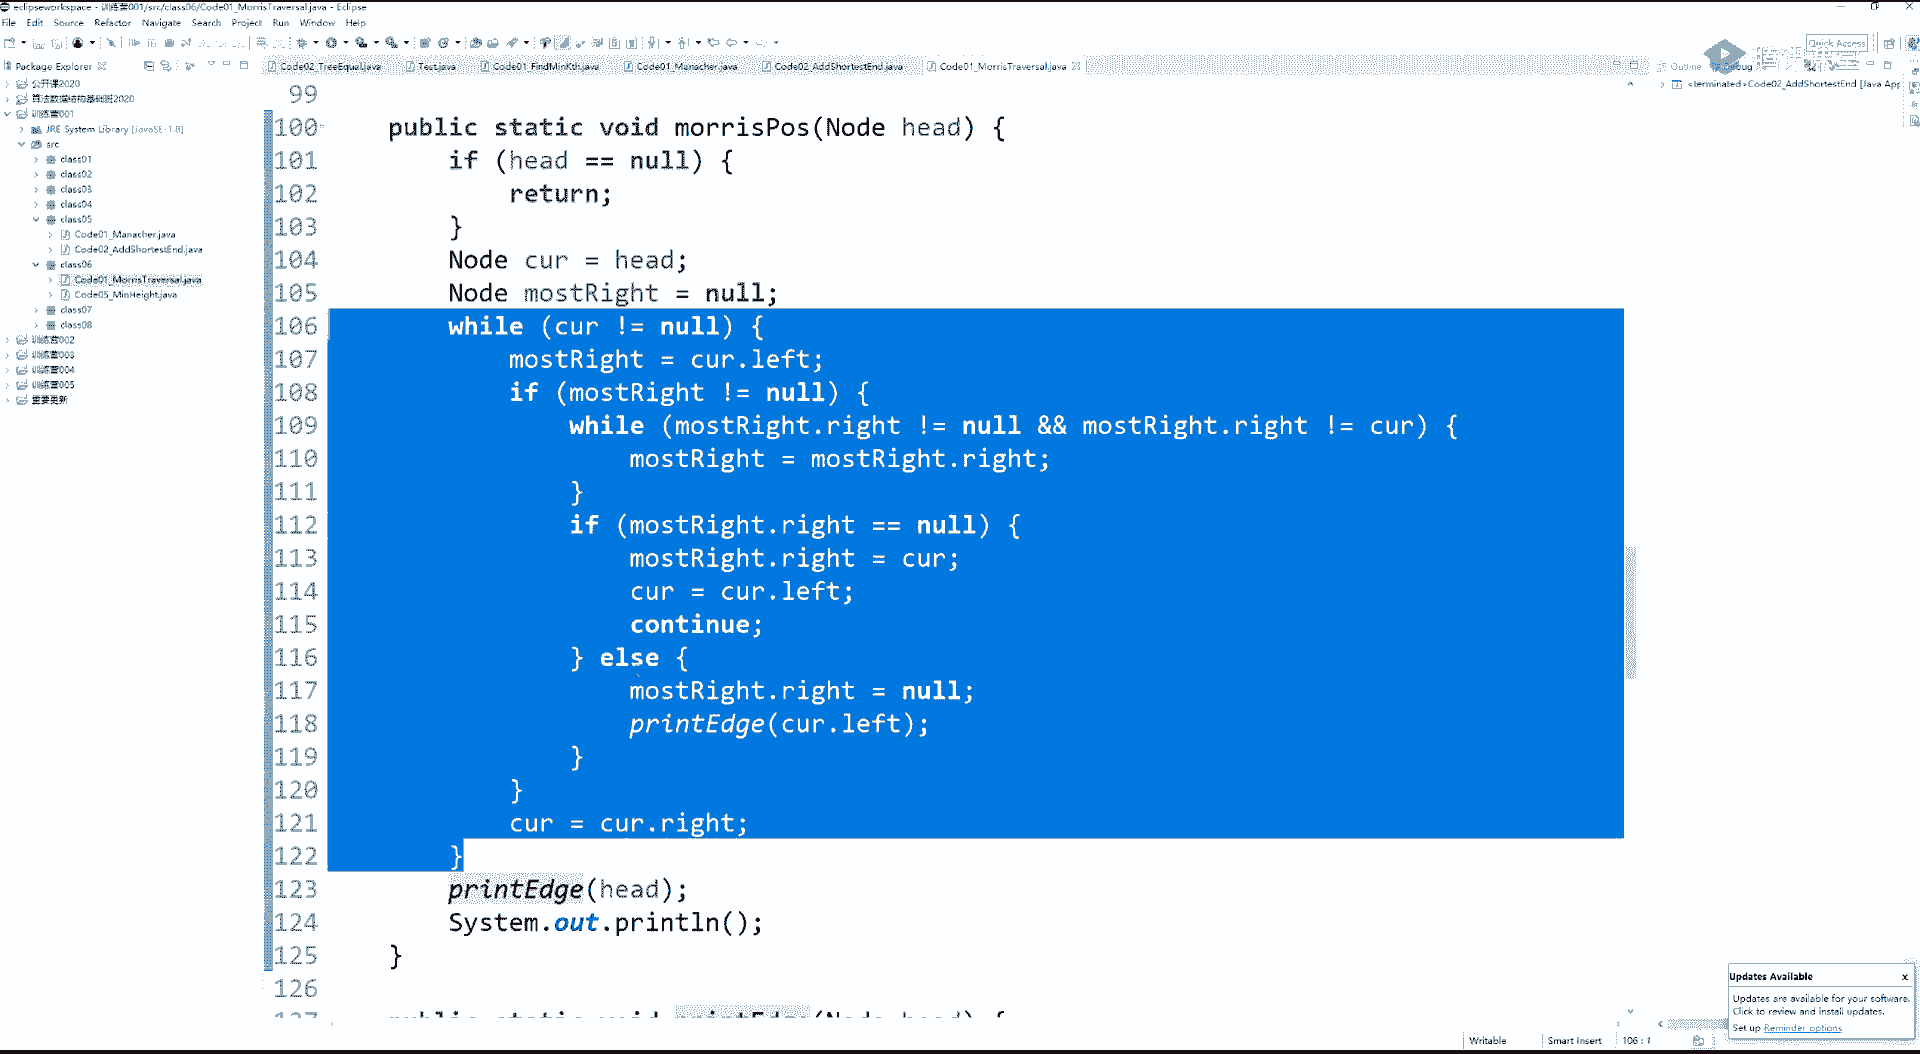 eclipseworkspace - 训练营001/src/class06/Code01_MorrisTraversal.java - Eclipse
File Edit Source Refactor Navigate Search Project Run Window Help
Quick Access
Package Explorer
Code02_TreeEqual.java Test.java Code01_FindMinKth.java Code01_Manacher.java Code02_AddShortestEnd.java Code01_MorrisTraversal.java
Outline Debug
<terminated>Code02_AddShortestEnd [Java App
公开课2020
算法数据结构基础班2020
训练营001
JRE System Library [JavaSE-1.8]
src
class01
class02
class03
class04
class05
Code01_Manacher.java
Code02_AddShortestEnd.java
class06
Code01_MorrisTraversal.java
Code05_MinHeight.java
class07
class08
训练营002
训练营003
训练营004
训练营005
重要更新
99
100 public static void morrisPos(Node head) {
101 if (head == null) {
102 return;
103 }
104 Node cur = head;
105 Node mostRight = null;
106 while (cur != null) {
107 mostRight = cur.left;
108 if (mostRight != null) {
109 while (mostRight.right != null && mostRight.right != cur) {
110 mostRight = mostRight.right;
111 }
112 if (mostRight.right == null) {
113 mostRight.right = cur;
114 cur = cur.left;
115 continue;
116 } else {
117 mostRight.right = null;
118 printEdge(cur.left);
119 }
120 }
121 cur = cur.right;
122 }
123 printEdge(head);
124 System.out.println();
125 }
126
127 public static void printEdge(Node head) {
Updates Available x
Updates are available for your software.
Click to review and install updates.
Set up Reminder options
Writable Smart Insert 106 : 1